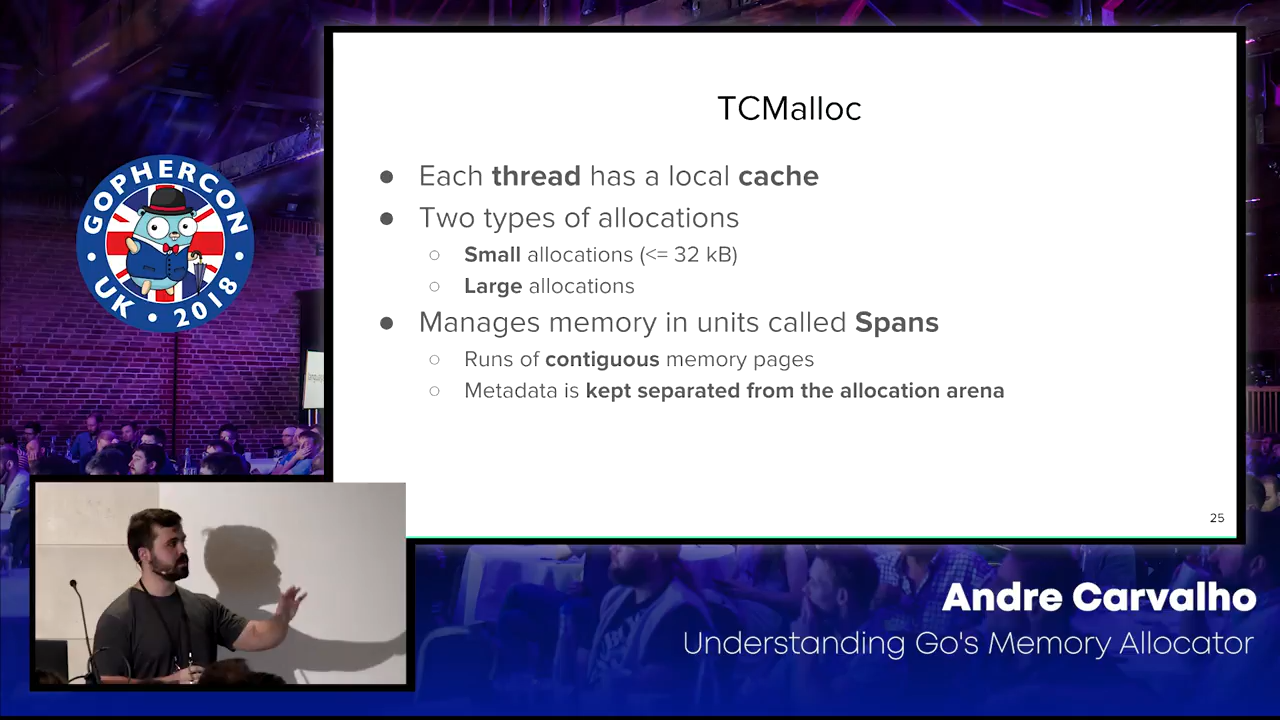 GOPHERCON
UK • 2018
TCMalloc
● Each thread has a local cache
● Two types of allocations
○ Small allocations (<= 32 kB)
○ Large allocations
● Manages memory in units called Spans
○ Runs of contiguous memory pages
○ Metadata is kept separated from the allocation arena
25
Andre Carvalho
Understanding Go's Memory Allocator